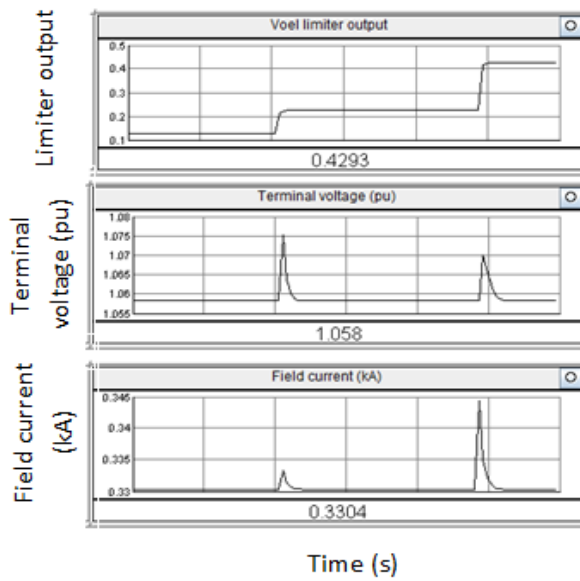 Limiter output
Voel limiter output
0.5
0.4
0.3
0.2
0.1
0.4293
Terminal
voltage (pu)
Terminal voltage (pu)
1.08
1.075
1.07
1.065
1.06
1.055
1.058
Field current
(kA)
Field current (kA)
0.345
0.34
0.335
0.33
0.3304
Time (s)